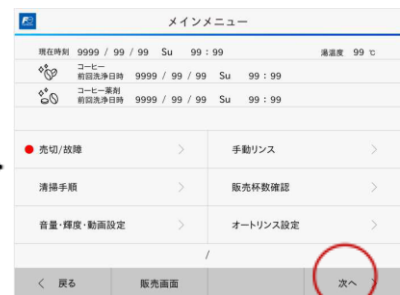 メインメニュー
現在時刻 9999 / 99 / 99 Su 99 : 99 湯温度 99 ℃
コーヒー
前回洗浄日時 9999 / 99 / 99 Su 99 : 99
コーヒー薬剤
前回洗浄日時 9999 / 99 / 99 Su 99 : 99
売切/故障 手動リンス
清掃手順 販売杯数確認
音量・輝度・動画設定 オートリンス設定
/
戻る 販売画面 次へ